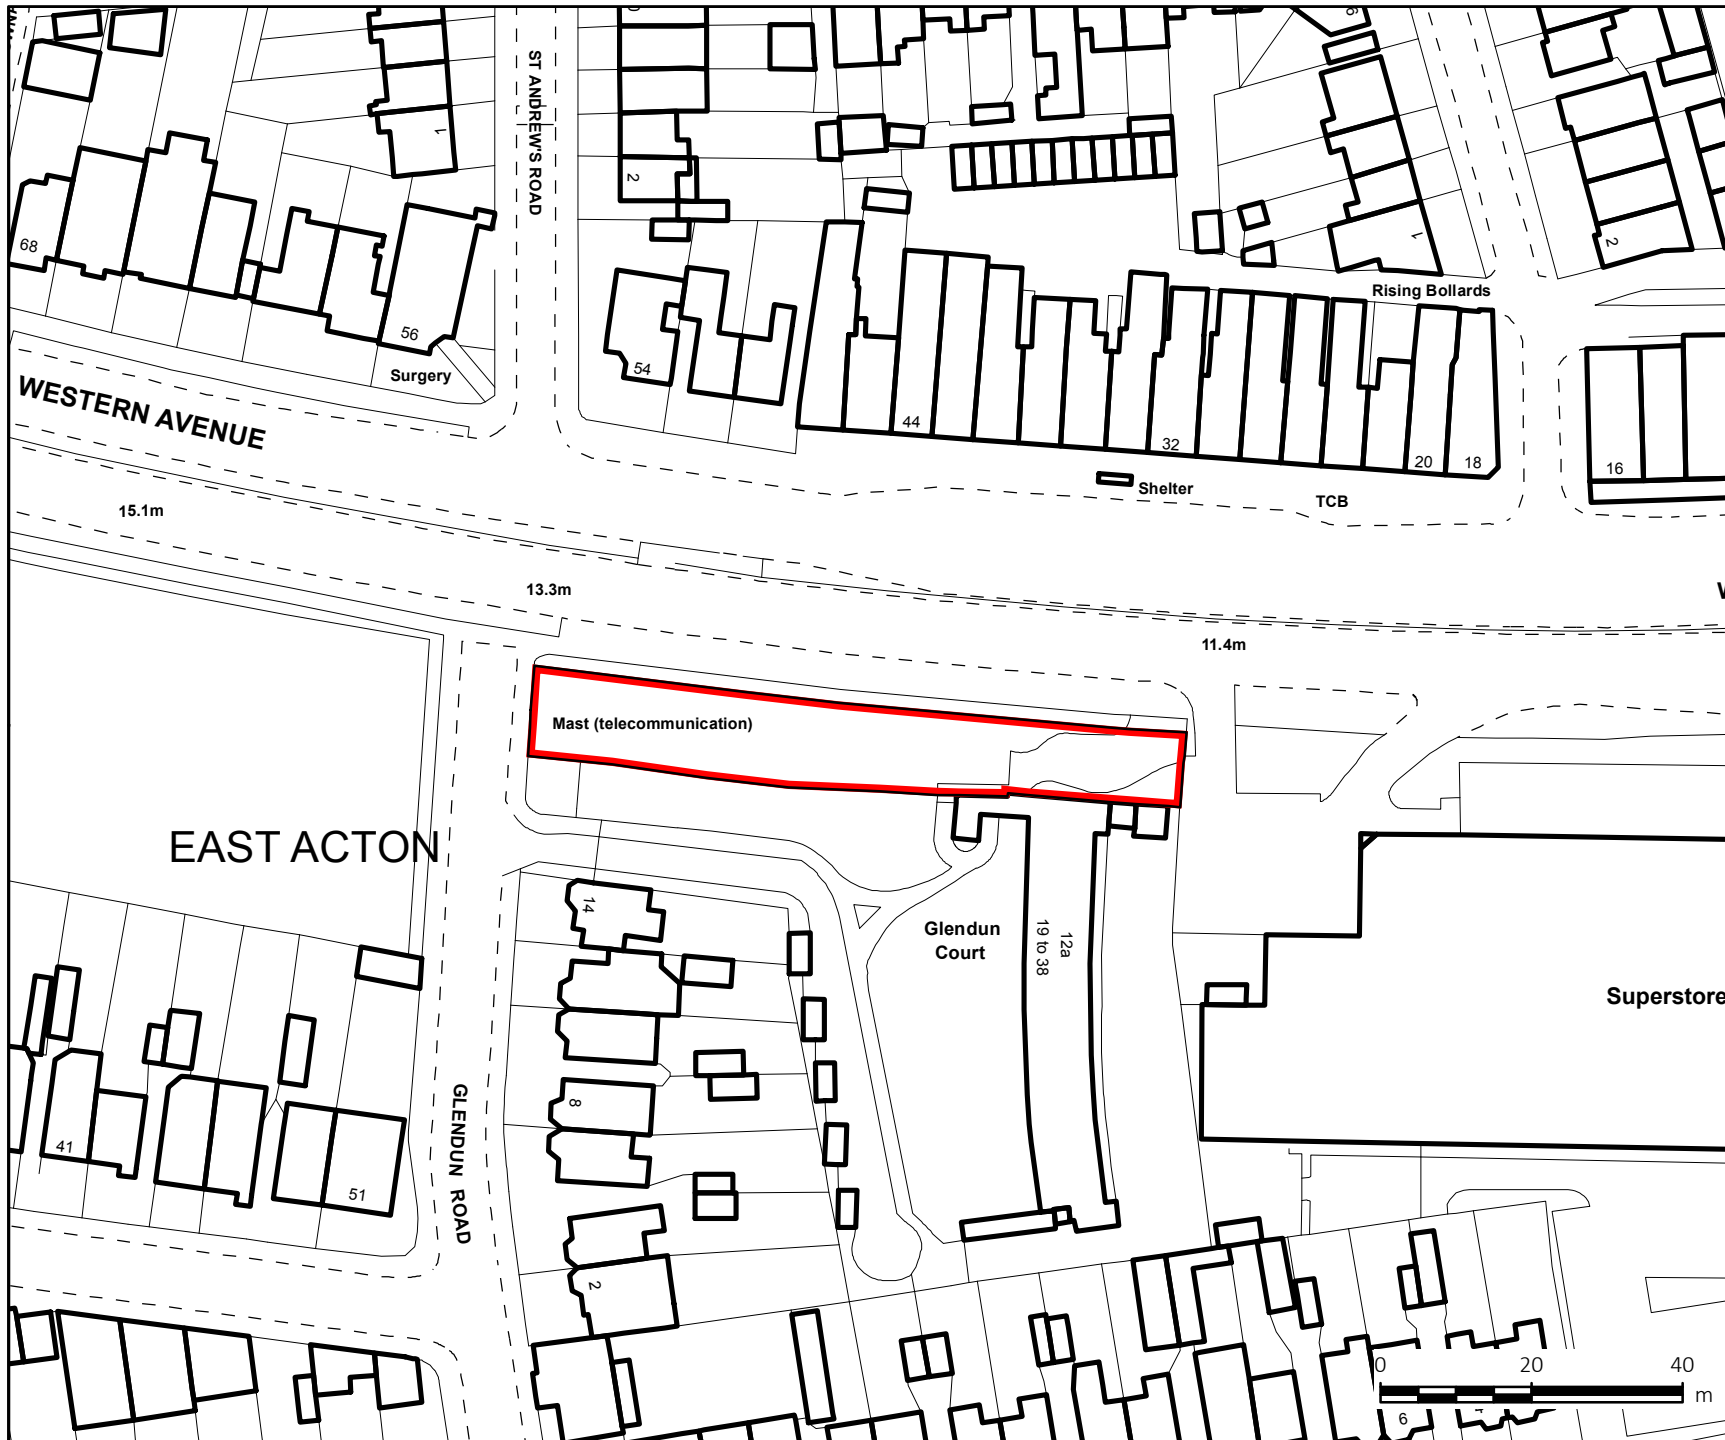 ST ANDREW'S ROAD
1
2
1
2
68
56
Surgery
54
44
32
20
18
16
Rising Bollards
WESTERN AVENUE
Shelter
TCB
15.1m
13.3m
11.4m
Mast (telecommunication)
EAST ACTON
14
Glendun
Court
12a
19 to 38
Superstore
8
GLENDUN ROAD
41
51
2
0 20 40
m
6